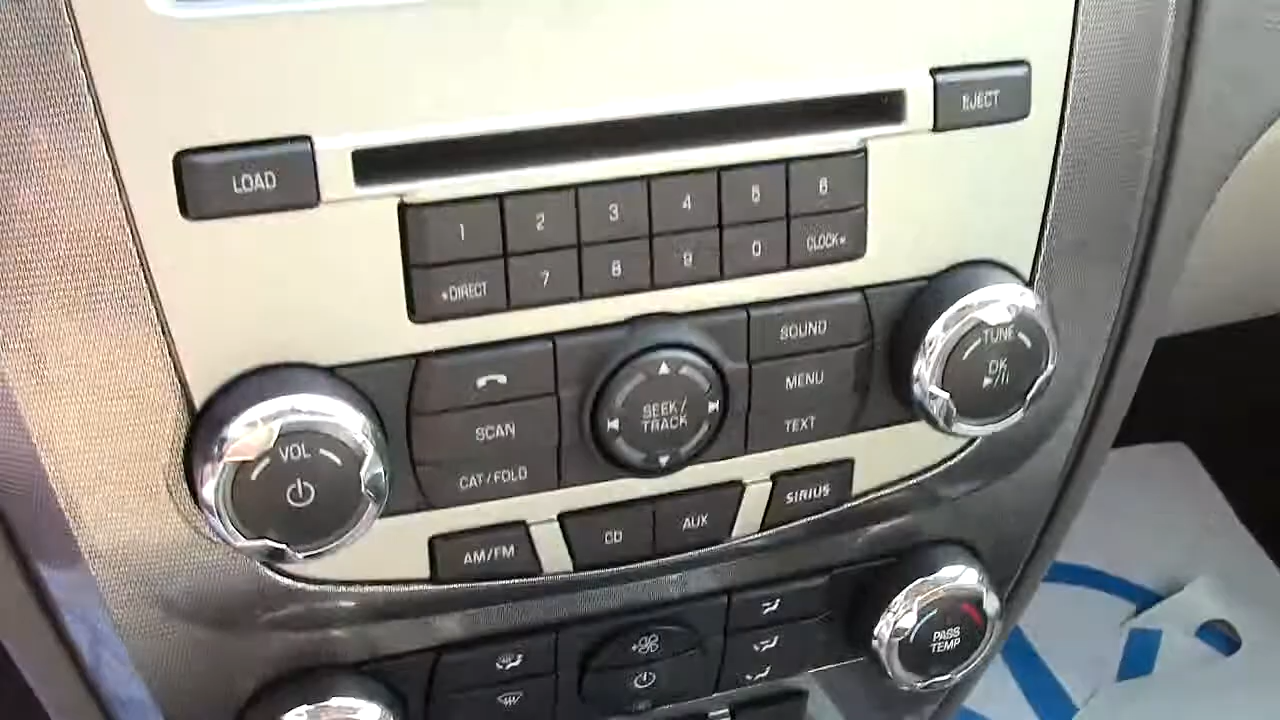 EJECT
LOAD
1 2 3 4 5 6
*DIRECT 7 8 9 0 CLOCK*
SOUND
TUNE
OK
MENU
SEEK/
TRACK
SCAN
TEXT
VOL
CAT/FOLD
SIRIUS
AUX
CD
AM/FM
PASS
TEMP